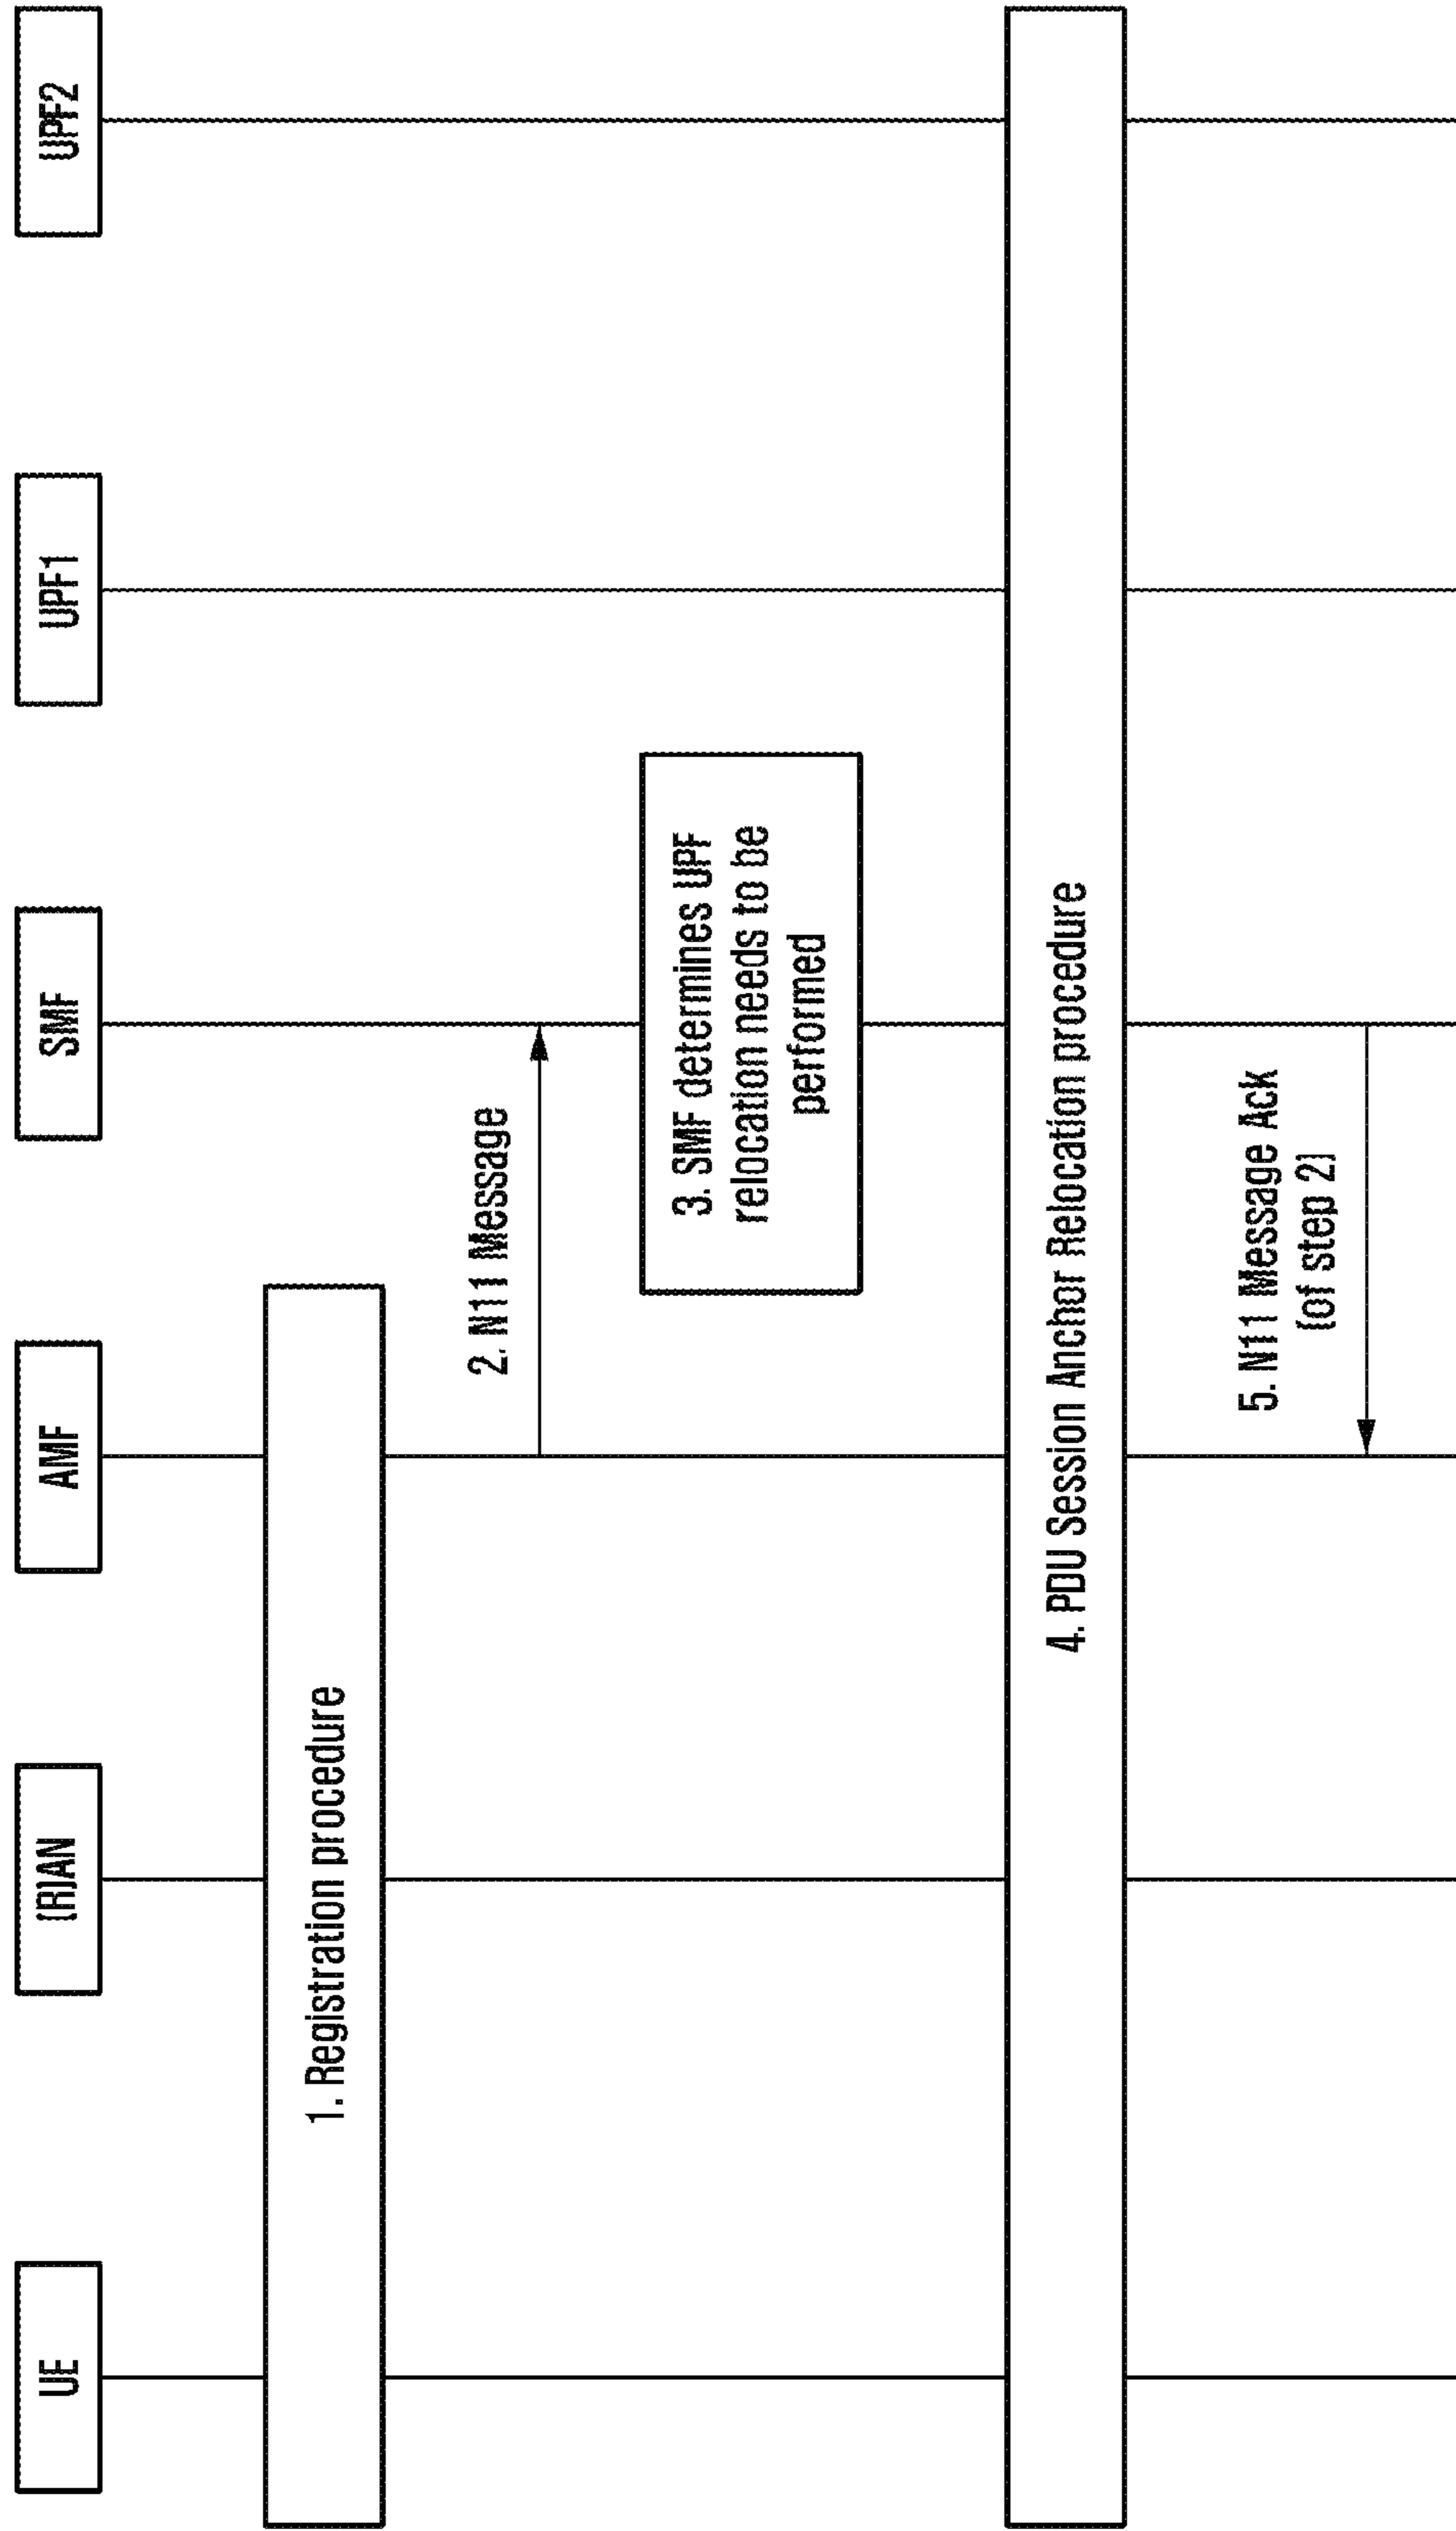 UE
(R)AN
AMF
SMF
UPF1
UPF2
1. Registration procedure
2. N11 Message
3. SMF determines UPF
relocation needs to be
performed
4. PDU Session Anchor Relocation procedure
5. N11 Message Ack
(of step 2)